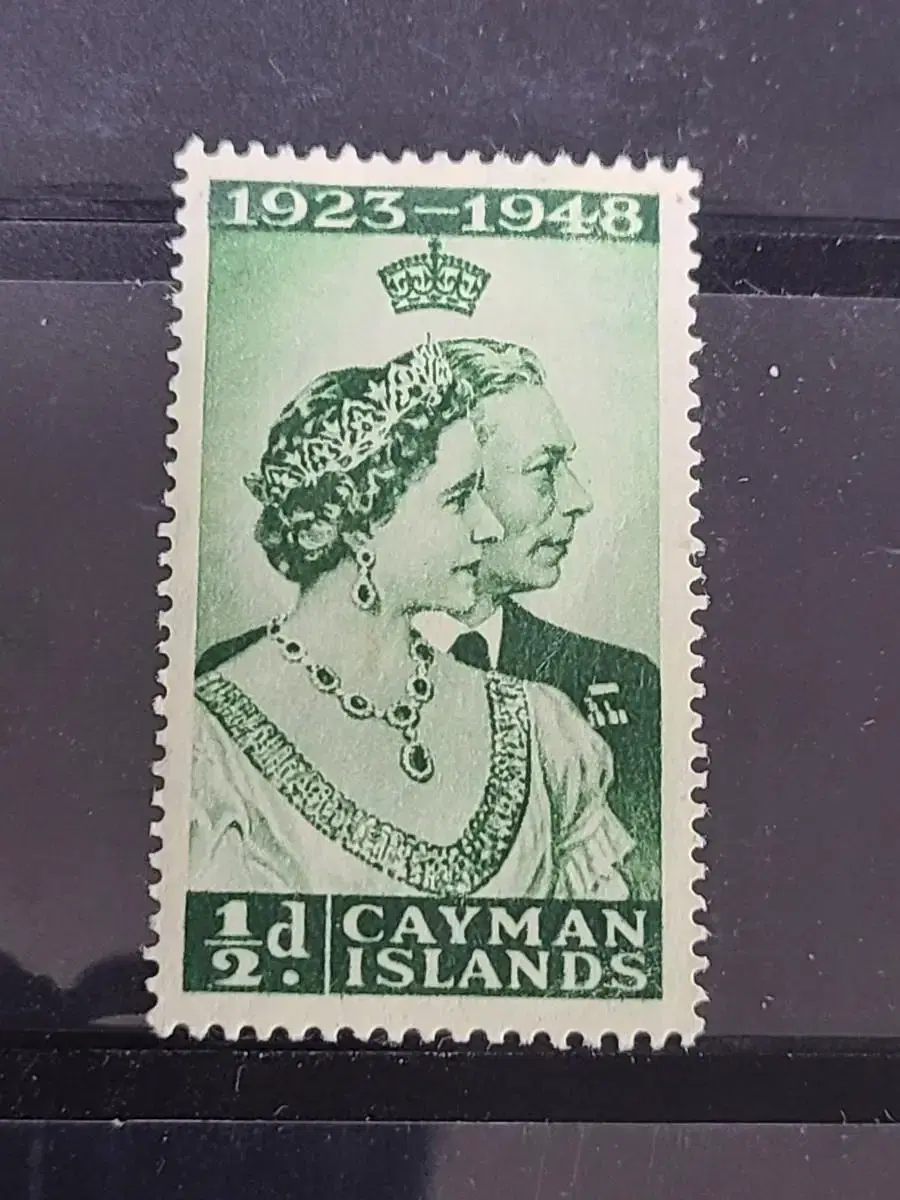 1923-1948
½d.
CAYMAN
ISLANDS